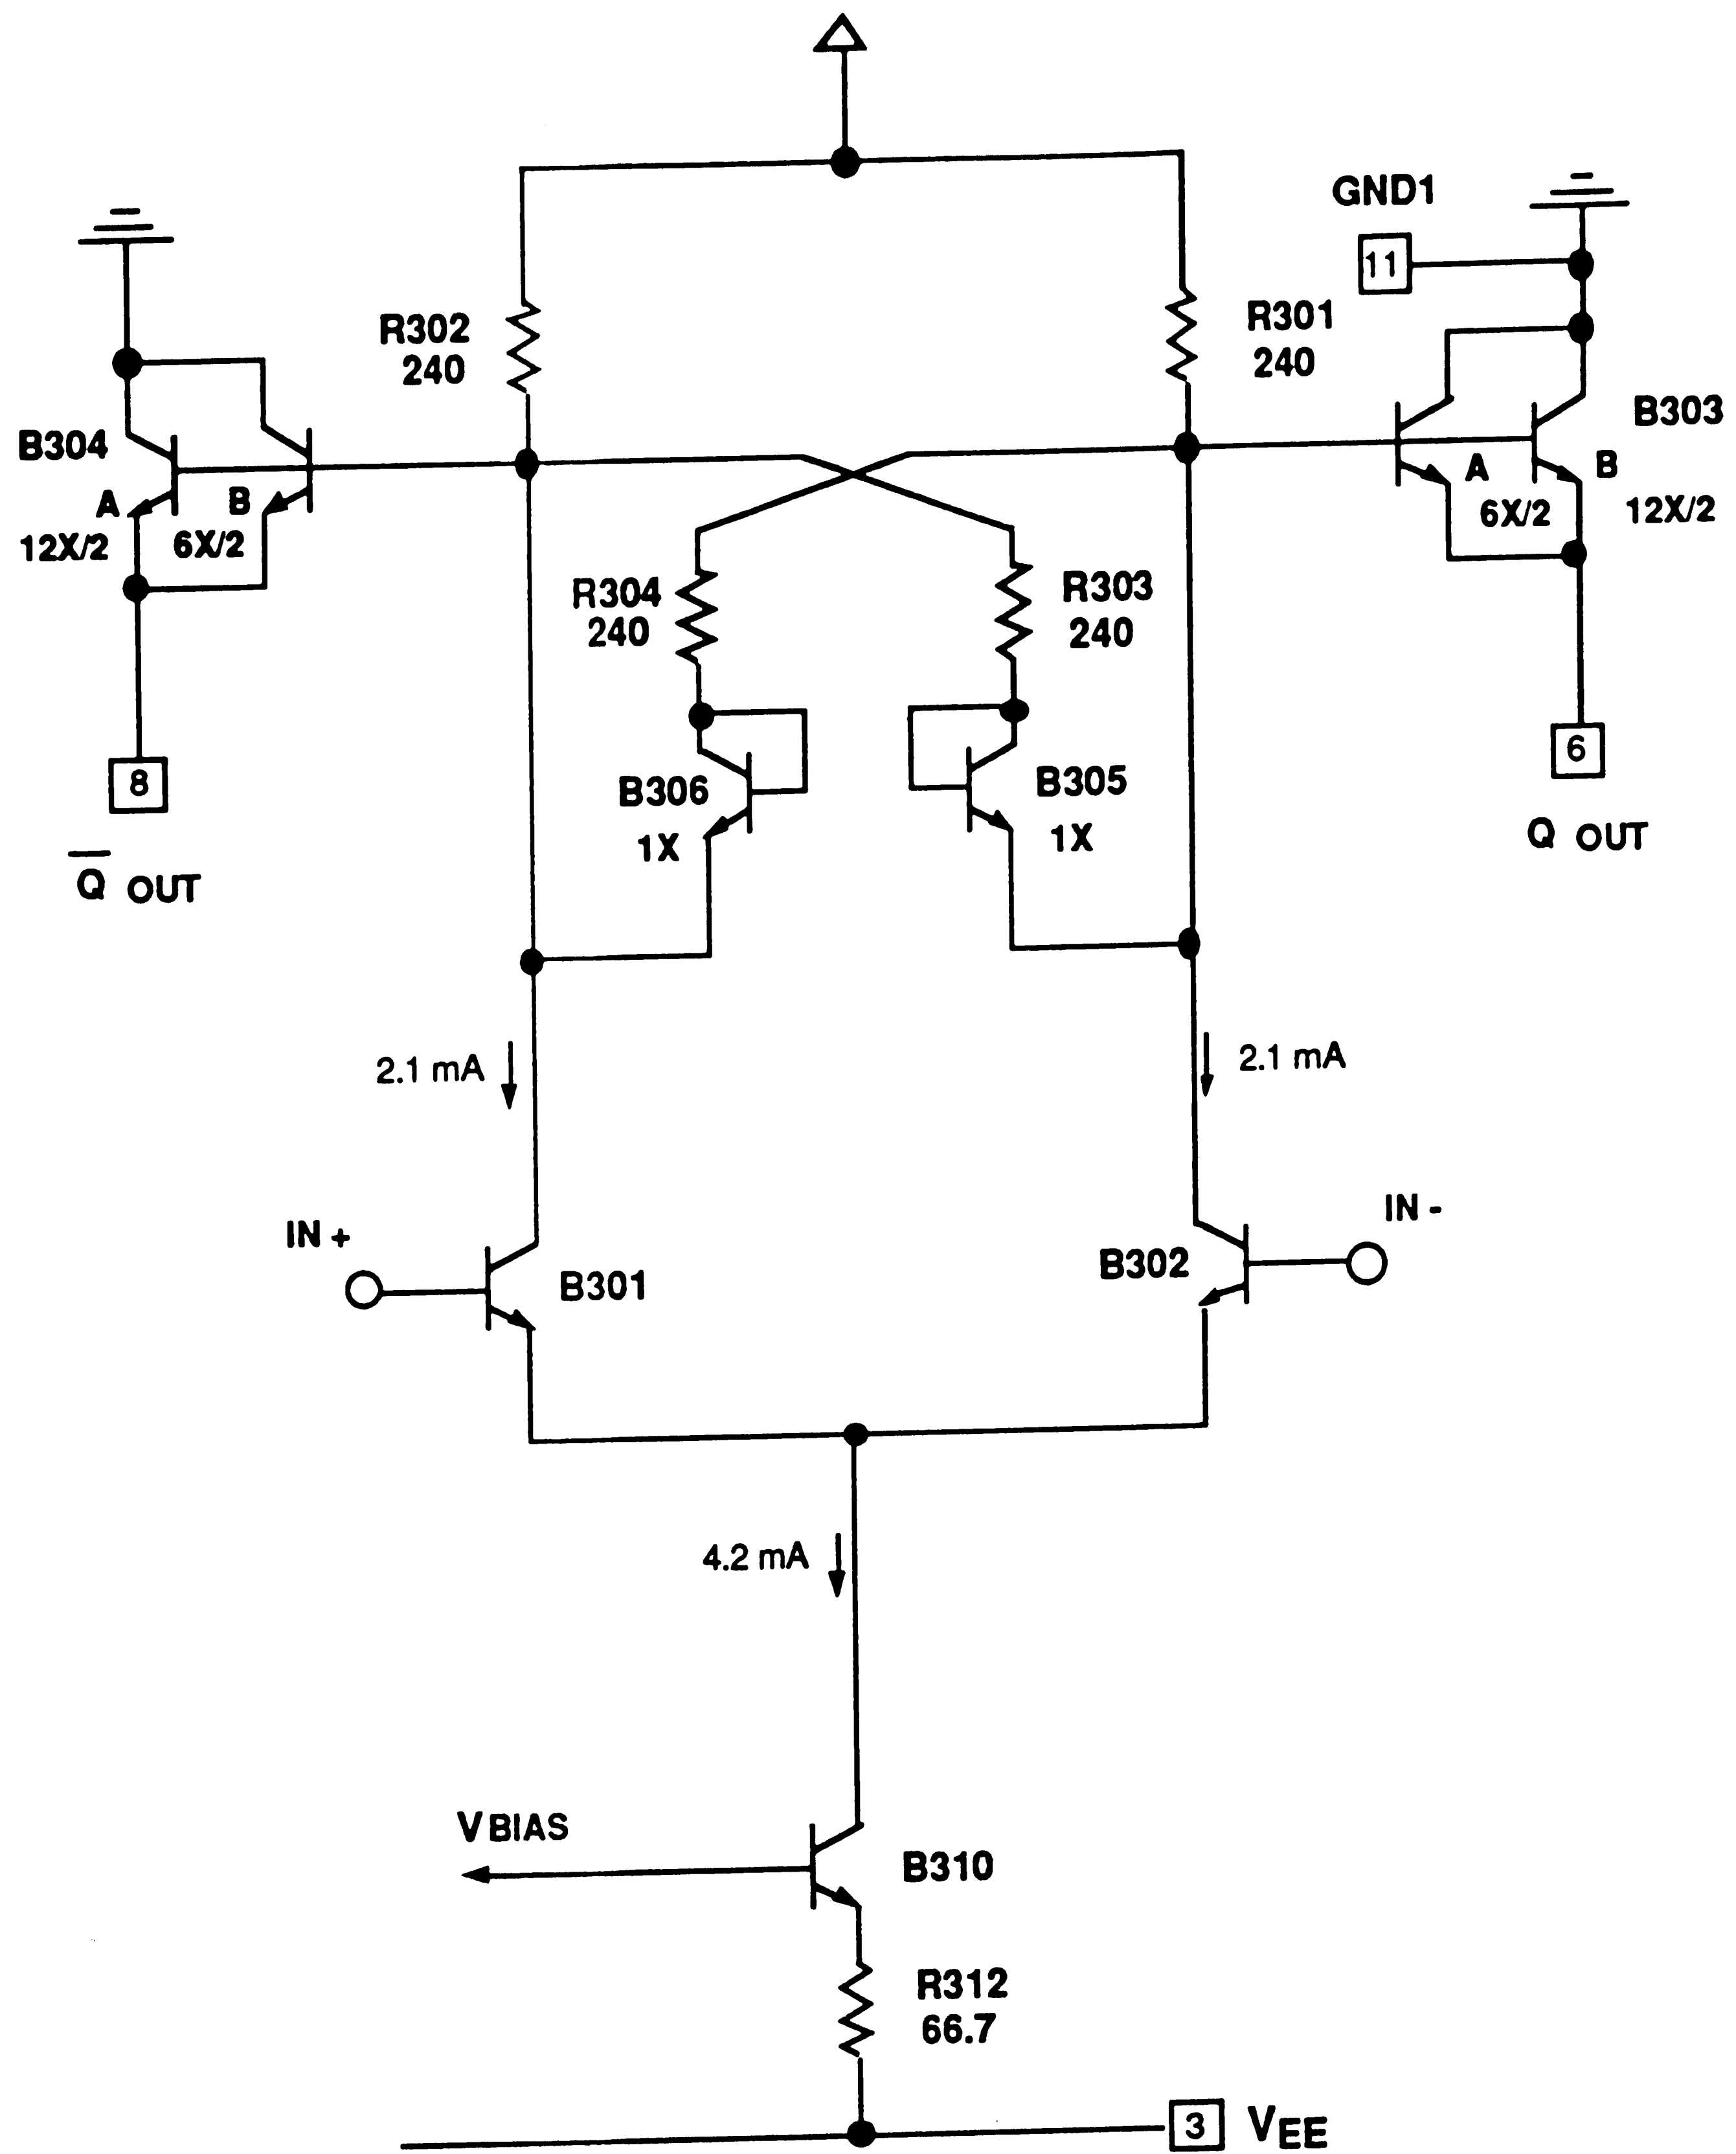 GND1
11
R302
240
R301
240
B304
A
12X/2
B
6X/2
B303
A
6X/2
B
12X/2
R304
240
R303
240
B306
1X
B305
1X
8
Q OUT
6
Q OUT
2.1 mA
2.1 mA
IN +
B301
IN -
B302
4.2 mA
VBIAS
B310
R312
66.7
3 VEE